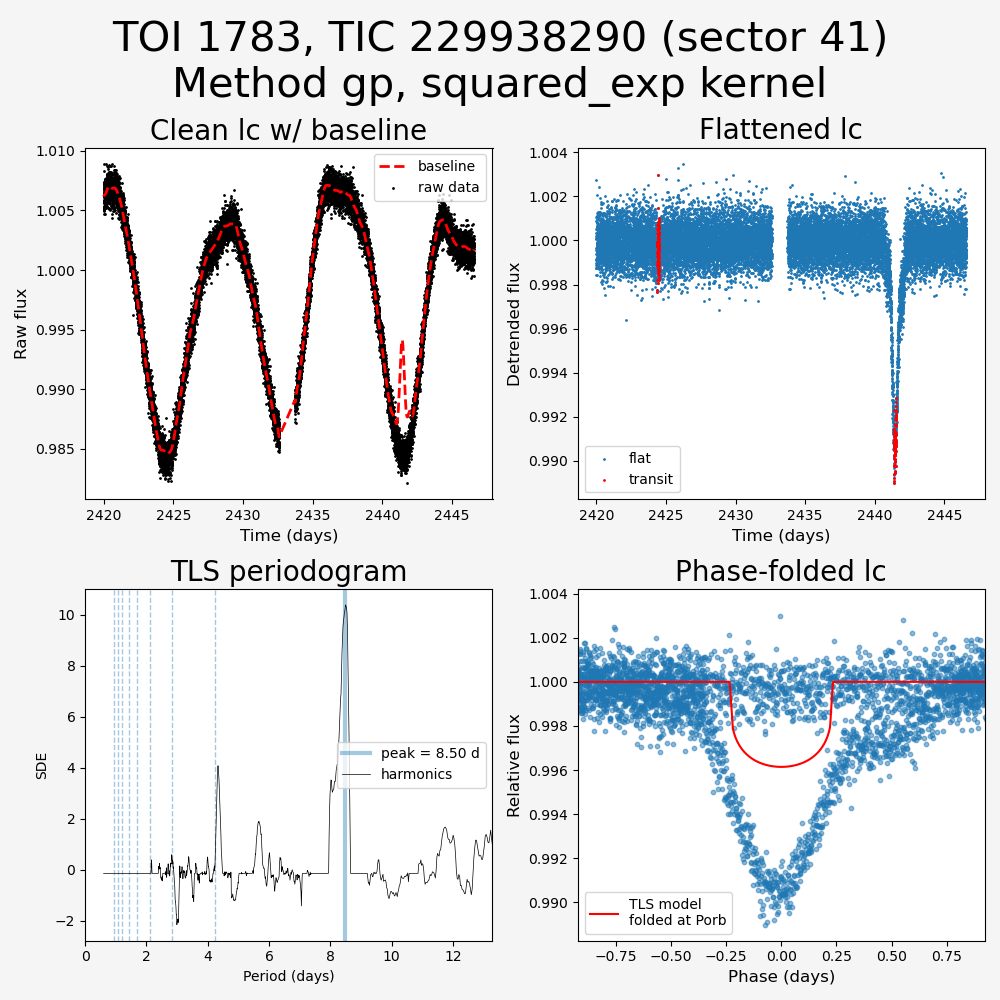 TOI 1783, TIC 229938290 (sector 41)
Method gp, squared_exp kernel
Clean lc w/ baseline
1.010
1.005
1.000
0.995
0.990
0.985
Raw flux
baseline
raw data
2420
2425
2430
2435
2440
2445
Time (days)
Flattened lc
1.004
1.002
1.000
0.998
0.996
0.994
0.992
0.990
Detrended flux
flat
transit
2420
2425
2430
2435
2440
2445
Time (days)
TLS periodogram
10
8
6
4
2
0
−2
SDE
peak = 8.50 d
harmonics
0
2
4
6
8
10
12
Period (days)
Phase-folded lc
1.004
1.002
1.000
0.998
0.996
0.994
0.992
0.990
Relative flux
TLS model
folded at Porb
−0.75
−0.50
−0.25
0.00
0.25
0.50
0.75
Phase (days)